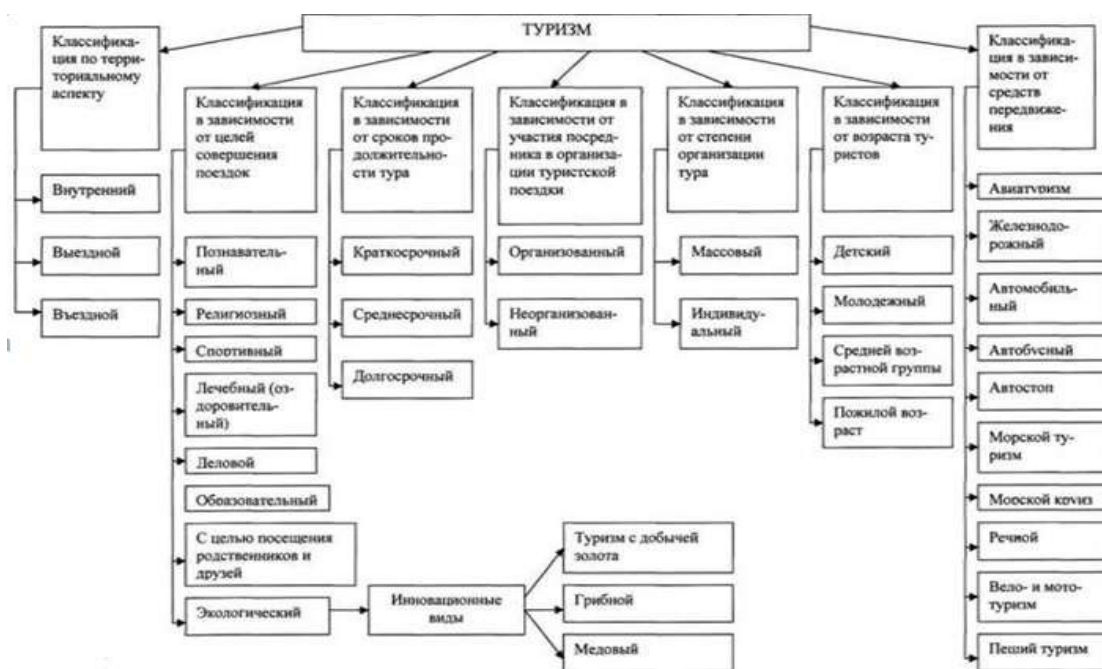 ТУРИЗМ
Классифика-
ция по терри-
ториальному
аспекту
Внутренний
Выездной
Въездной
Классификация
в зависимости
от целей
совершения
поездок
Познаватель-
ный
Религиозный
Спортивный
Лечебный (оз-
доровитель-
ный)
Деловой
Образовательный
С целью посещения
родственников и
друзей
Экологический
Инновационные
виды
Туризм с добычей
золота
Грибной
Медовый
Классификация
в зависимости
от сроков про-
должительно-
сти тура
Краткосрочный
Среднесрочный
Долгосрочный
Классификация в
зависимости от
участия посред-
ника в организа-
ции туристской
поездки
Организованный
Неорганизован-
ный
Классификация
в зависимости
от степени
организации
тура
Массовый
Индивиду-
альный
Классификация
в зависимости
от возраста ту-
ристов
Детский
Молодежный
Средней воз-
растной группы
Пожилой воз-
раст
Классифика-
ция в зависи-
мости от
средств
передвиже-
ния
Авиатуризм
Железнодо-
рожный
Автомобиль-
ный
Автобусный
Автостоп
Морской ту-
ризм
Морской круиз
Речной
Вело- и мото-
туризм
Пеший туризм